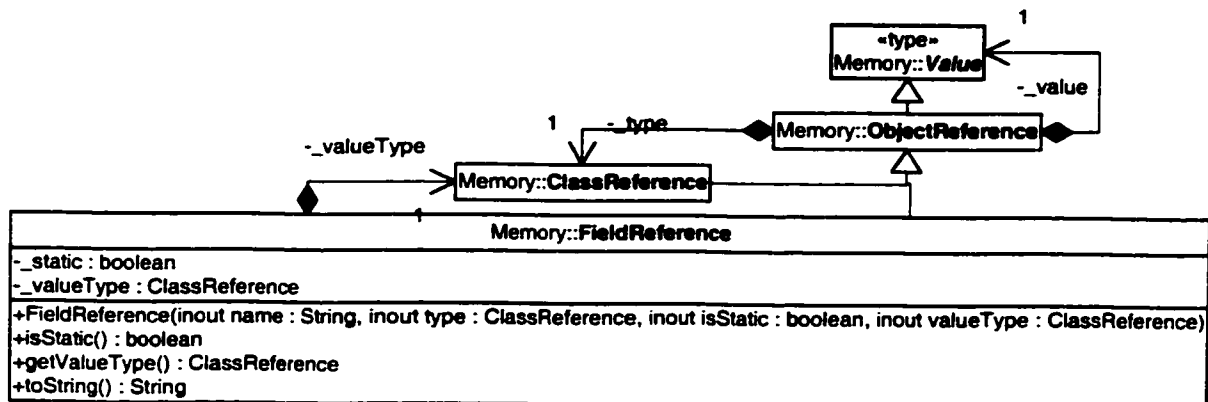 1
«type»
Memory::Value
-_value
1
-_type
Memory::ObjectReference
-_valueType
Memory::ClassReference
1
Memory::FieldReference
-_static : boolean
-_valueType : ClassReference
+FieldReference(inout name : String, inout type : ClassReference, inout isStatic : boolean, inout valueType : ClassReference)
+isStatic() : boolean
+getValueType() : ClassReference
+toString() : String